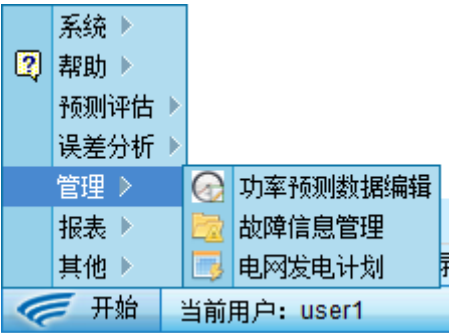 系统
帮助
预测评估
误差分析
管理
功率预测数据编辑
报表
故障信息管理
其他
电网发电计划
开始
当前用户：user1